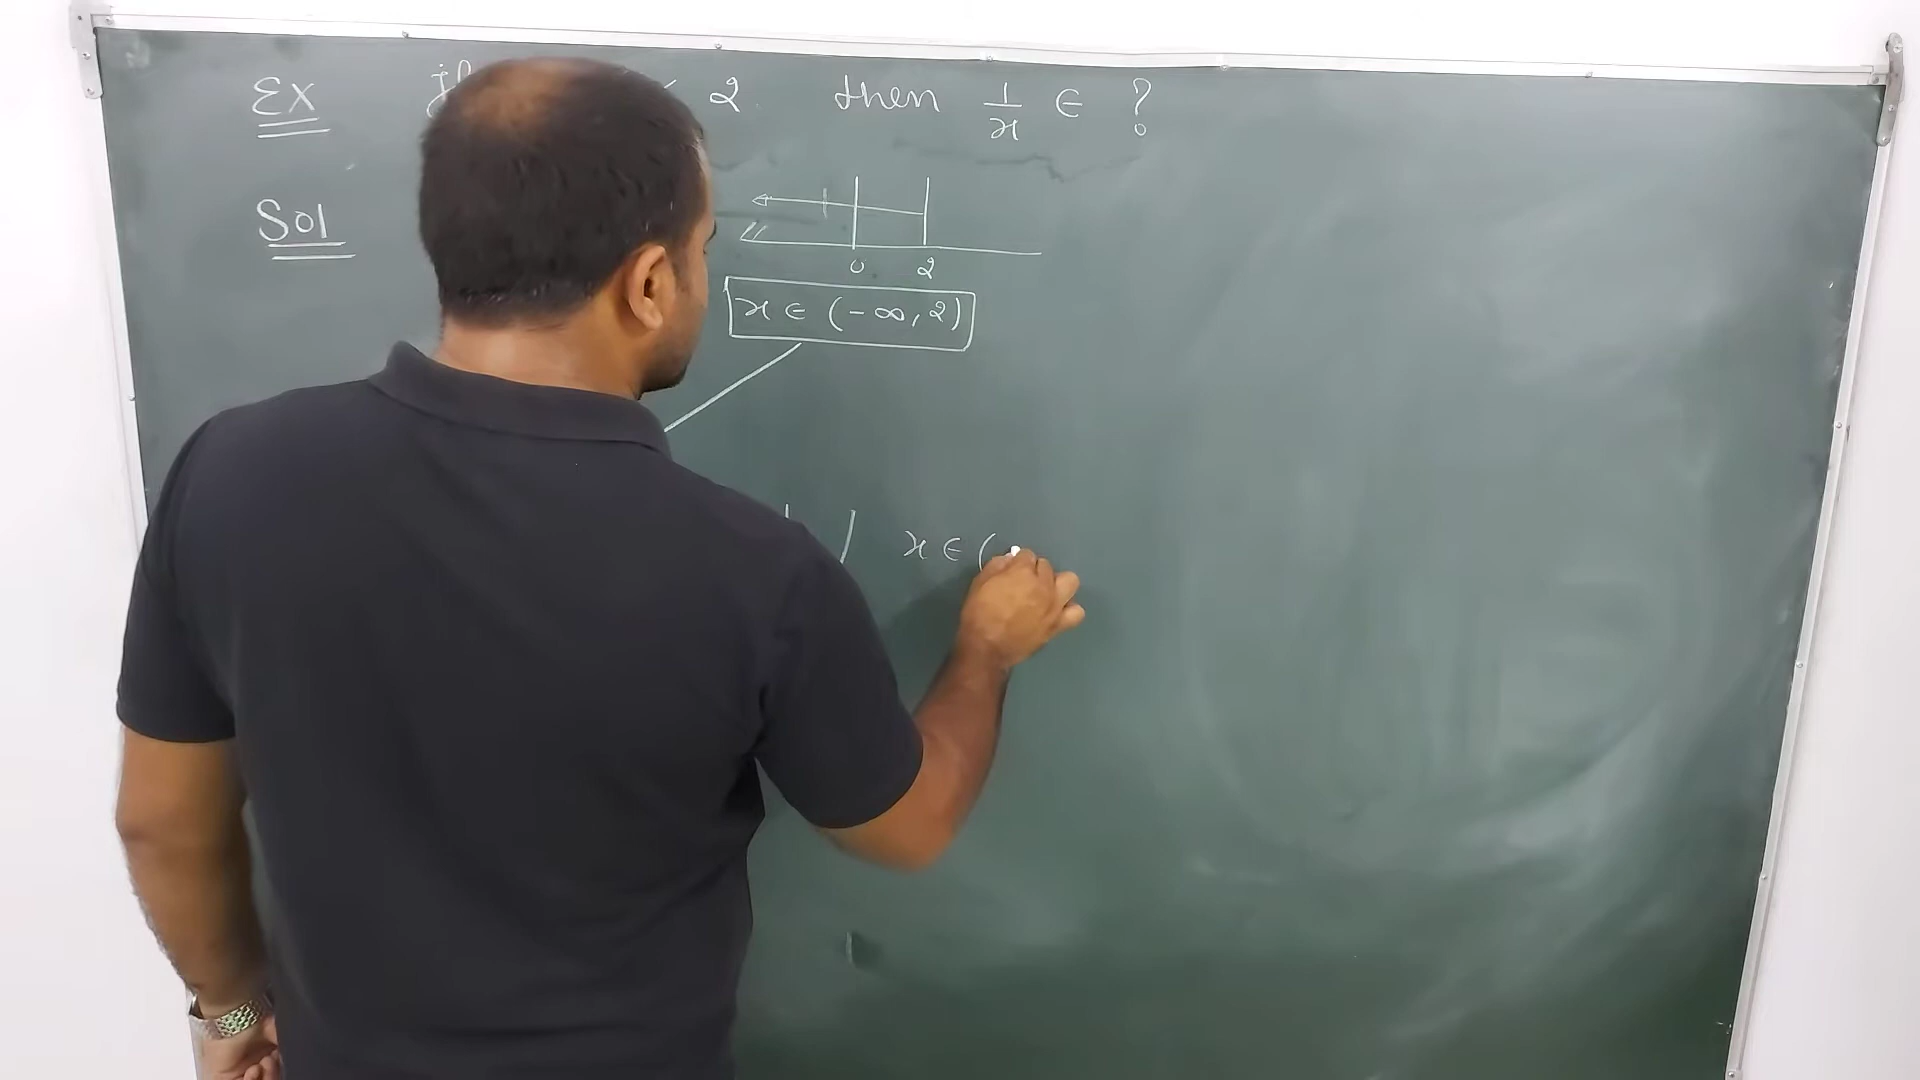 Ex if < 2 then 1/x ∈ ?
Sol
0 2
x ∈ (-∞, 2)
x ∈ (